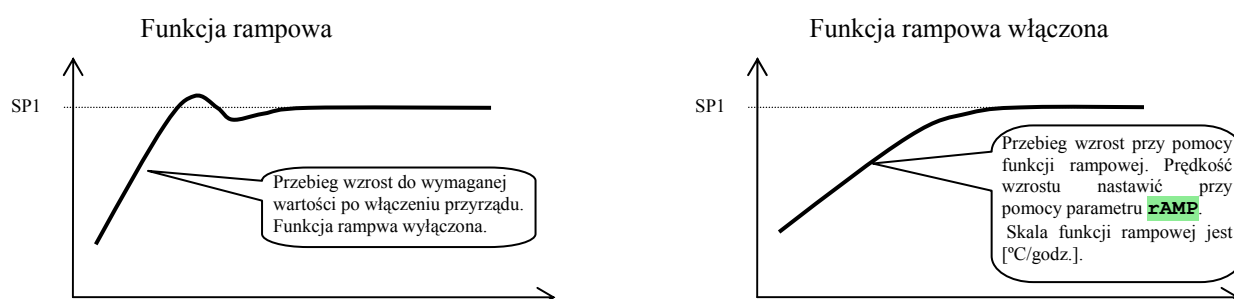 Funkcja rampowa
SP1
Przebieg wzrost do wymaganej
wartości po włączeniu przyrządu.
Funkcja rampwa wyłączona.
Funkcja rampowa włączona
SP1
Przebieg wzrost przy pomocy
funkcji rampowej. Prędkość
wzrostu nastawić przy
pomocy parametru rAMP.
Skala funkcji rampowej jest
[ºC/godz.].